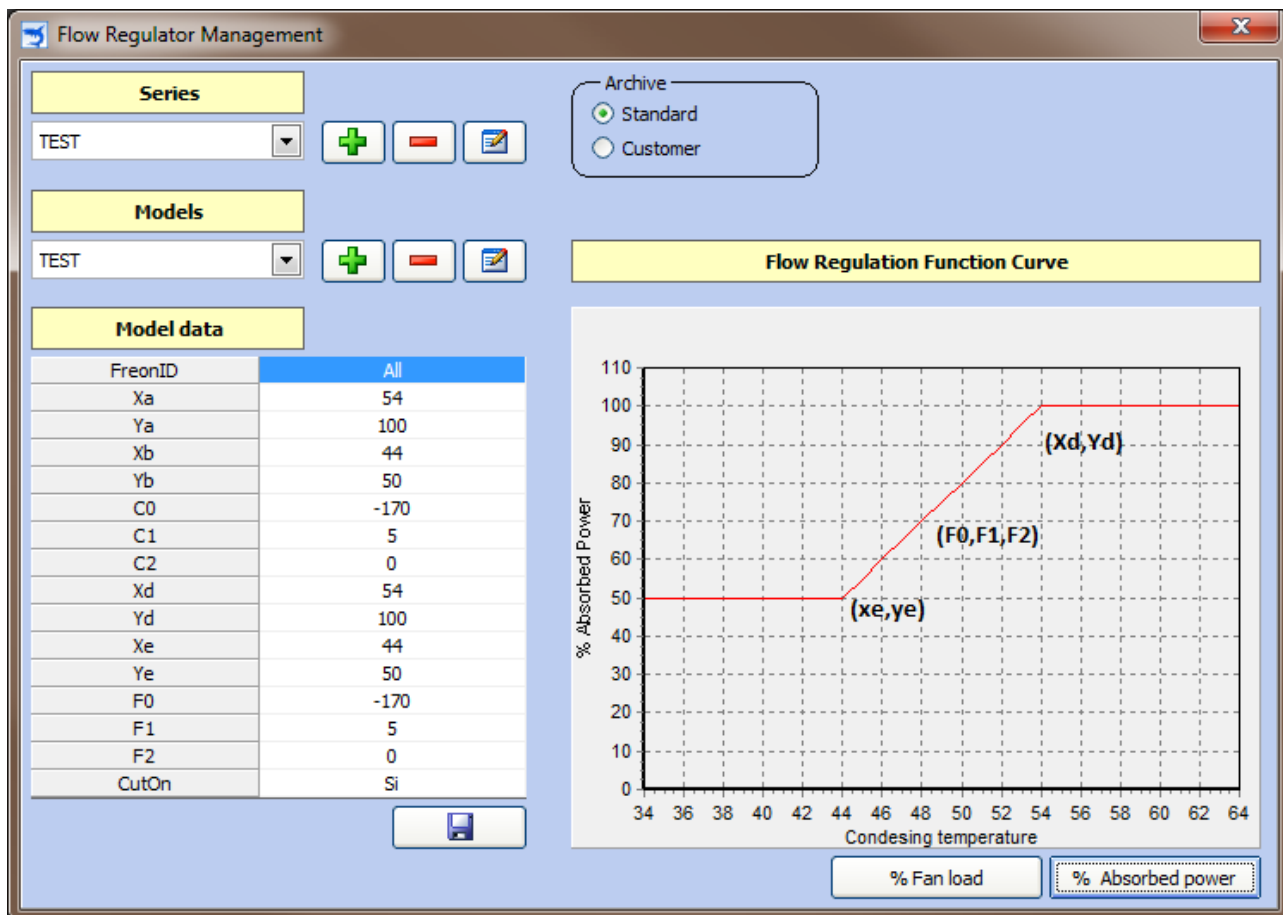 Flow Regulator Management
Series
TEST
Archive
Standard
Customer
Models
TEST
Flow Regulation Function Curve
Model data
FreonID All
Xa 54
Ya 100
Xb 44
Yb 50
C0 -170
C1 5
C2 0
Xd 54
Yd 100
Xe 44
Ye 50
F0 -170
F1 5
F2 0
CutOn Si
% Absorbed Power
110
100
90
80
70
60
50
40
30
20
10
0
(Xd,Yd)
(F0,F1,F2)
(xe,ye)
34 36 38 40 42 44 46 48 50 52 54 56 58 60 62 64
Condesing temperature
% Fan load
% Absorbed power